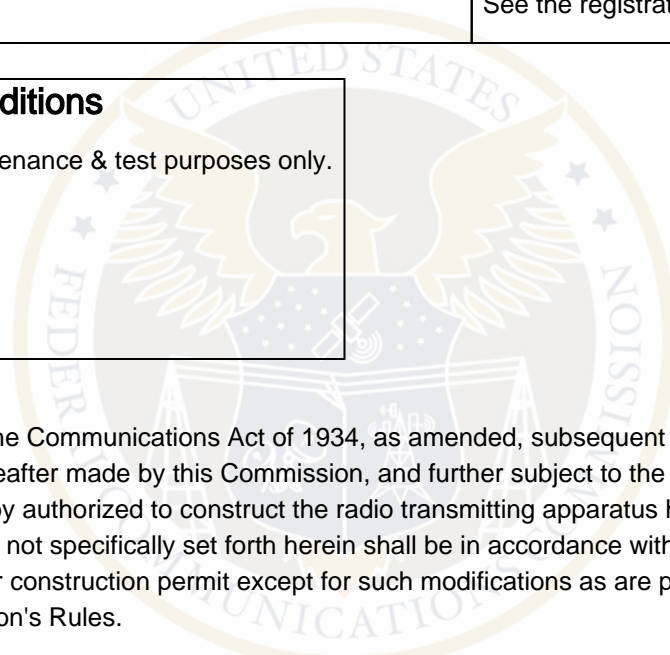 See the registrat
ditions
enance & test purposes only.
he Communications Act of 1934, as amended, subsequent
eafter made by this Commission, and further subject to the
by authorized to construct the radio transmitting apparatus h
not specifically set forth herein shall be in accordance with
r construction permit except for such modifications as are p
on's Rules.
UNITED STATES
FEDERAL COMMUNICATIONS COMMISSION